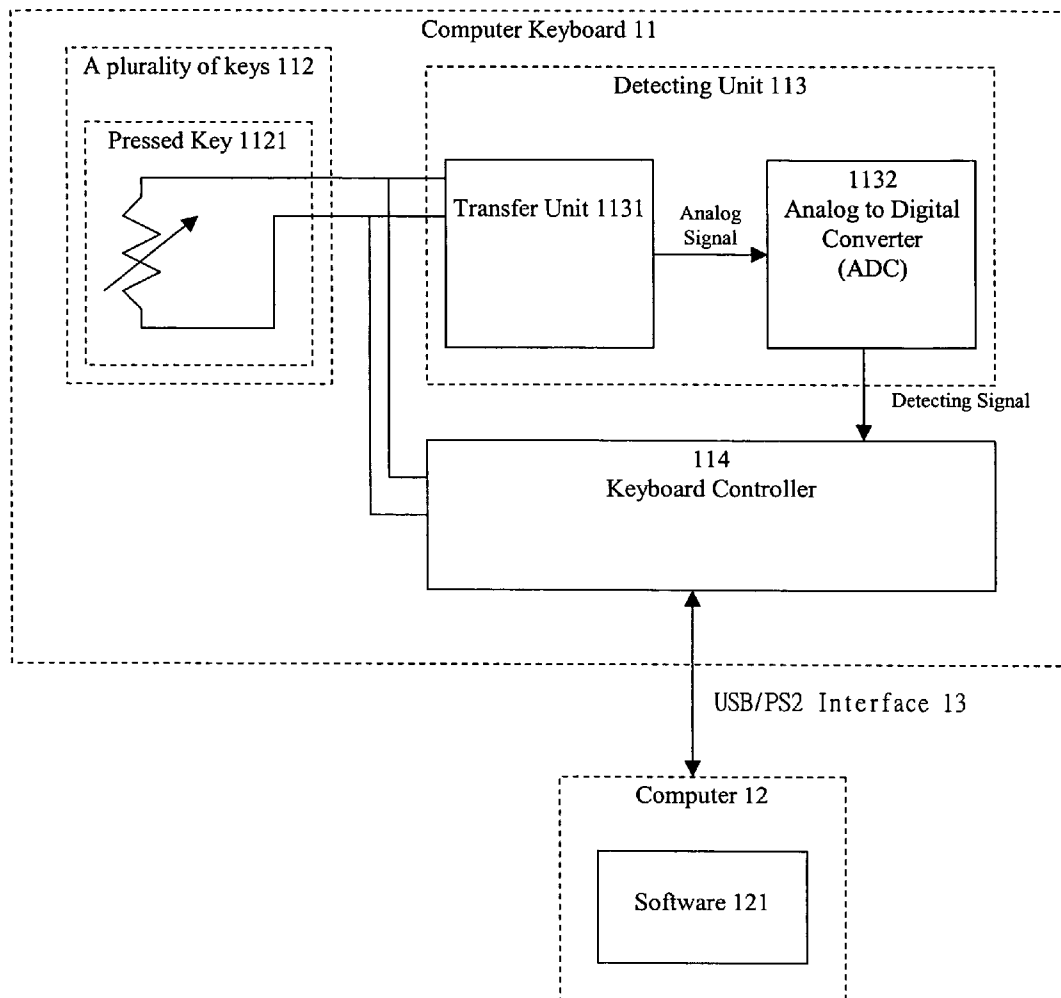 Computer Keyboard 11
A plurality of keys 112
Detecting Unit 113
Pressed Key 1121
Transfer Unit 1131
Analog
Signal
1132
Analog to Digital
Converter
(ADC)
Detecting Signal
114
Keyboard Controller
USB/PS2 Interface 13
Computer 12
Software 121